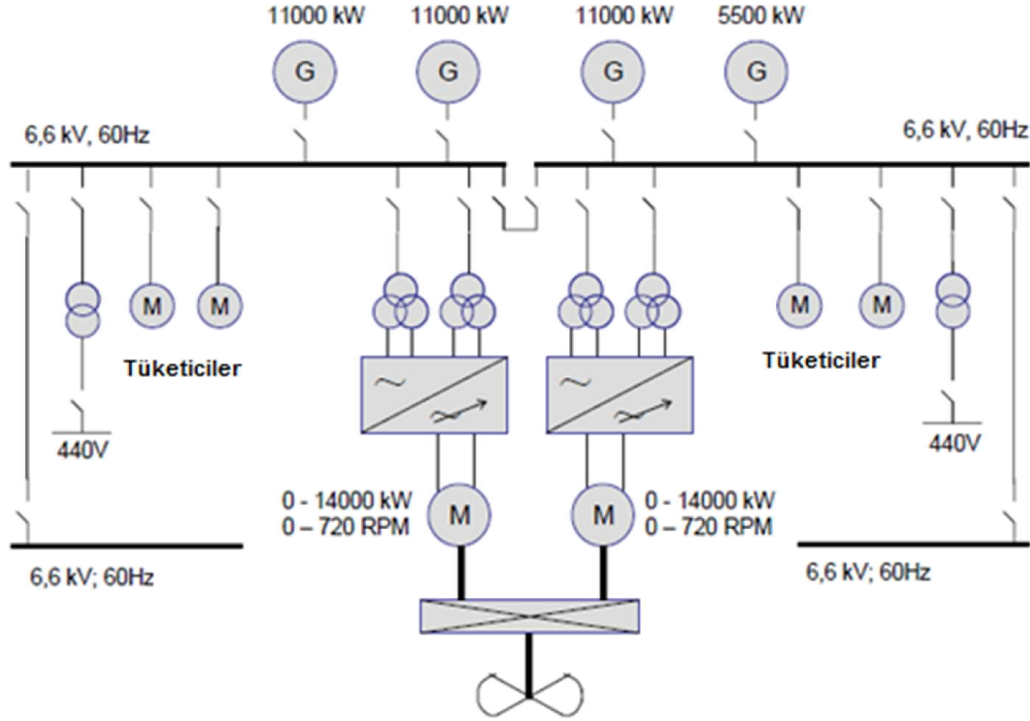 11000 kW
11000 kW
11000 kW
5500 kW
G
G
G
G
6,6 kV, 60Hz
6,6 kV, 60Hz
M
M
M
M
Tüketiciler
Tüketiciler
440V
440V
0 - 14000 kW
0 – 720 RPM
M
M
0 - 14000 kW
0 – 720 RPM
6,6 kV; 60Hz
6,6 kV; 60Hz